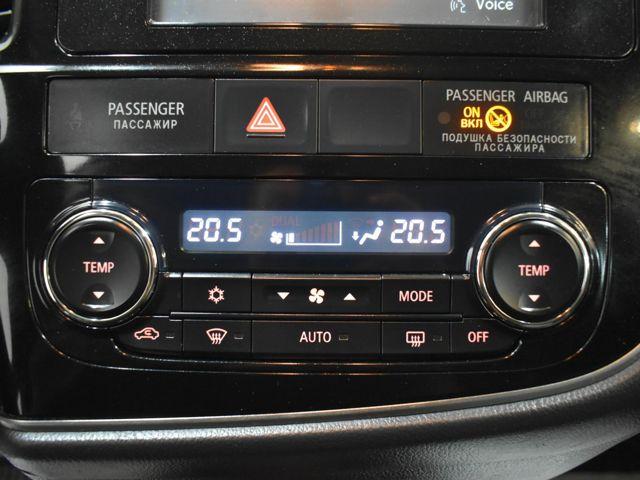 Voice
PASSENGER
ПАССАЖИР
PASSENGER AIRBAG
ON
ВКЛ
ПОДУШКА БЕЗОПАСНОСТИ
ПАССАЖИРА
20.5
DUAL
20.5
TEMP
TEMP
MODE
AUTO
OFF